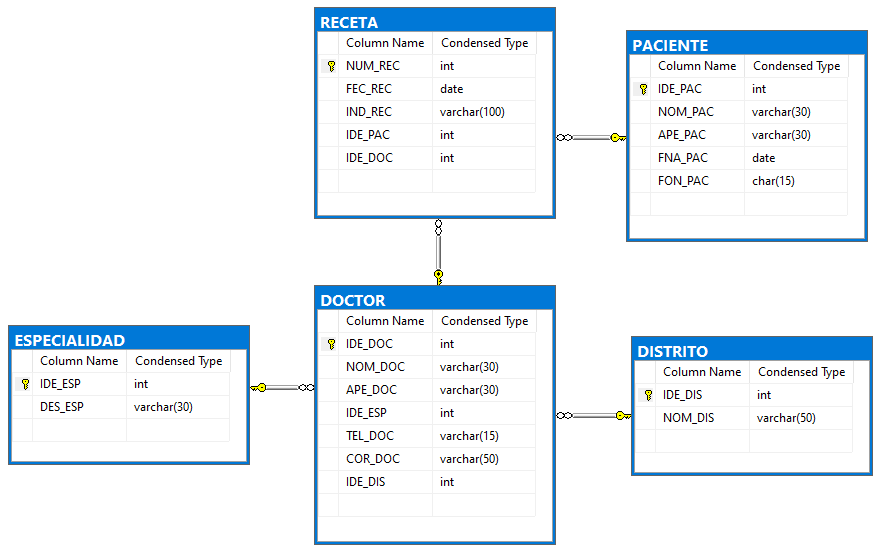 RECETA
Column Name Condensed Type
NUM_REC int
FEC_REC date
IND_REC varchar(100)
IDE_PAC int
IDE_DOC int
PACIENTE
Column Name Condensed Type
IDE_PAC int
NOM_PAC varchar(30)
APE_PAC varchar(30)
FNA_PAC date
FON_PAC char(15)
DOCTOR
Column Name Condensed Type
IDE_DOC int
NOM_DOC varchar(30)
APE_DOC varchar(30)
IDE_ESP int
TEL_DOC varchar(15)
COR_DOC varchar(50)
IDE_DIS int
ESPECIALIDAD
Column Name Condensed Type
IDE_ESP int
DES_ESP varchar(30)
DISTRITO
Column Name Condensed Type
IDE_DIS int
NOM_DIS varchar(50)